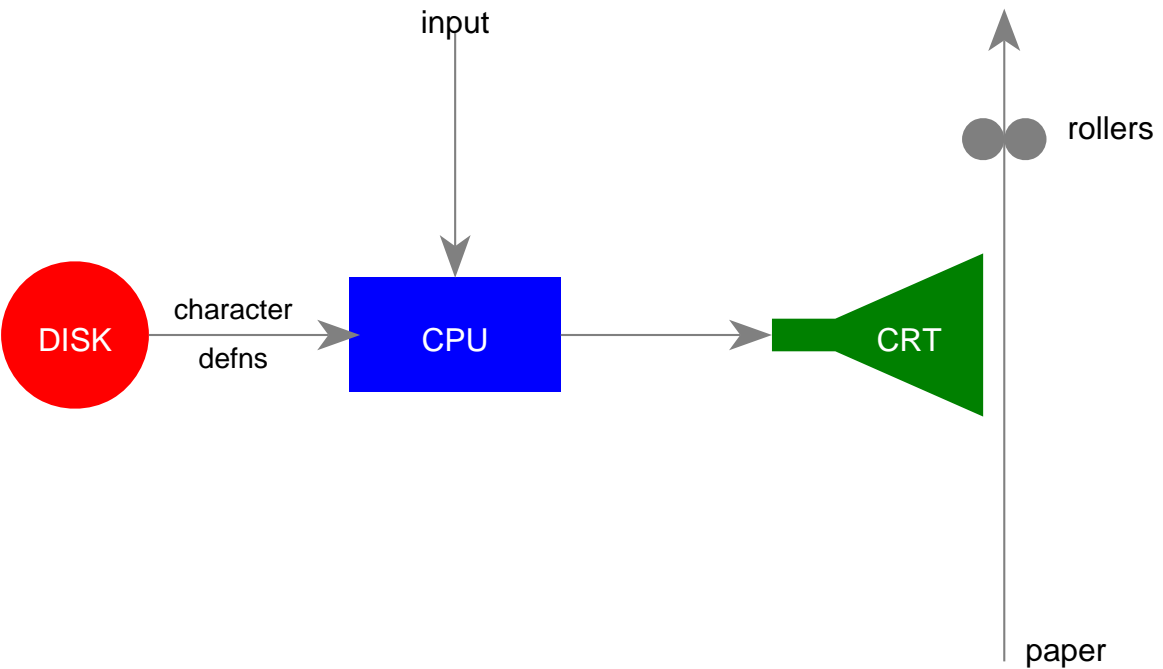 input
rollers
character
DISK
CPU
CRT
defns
paper